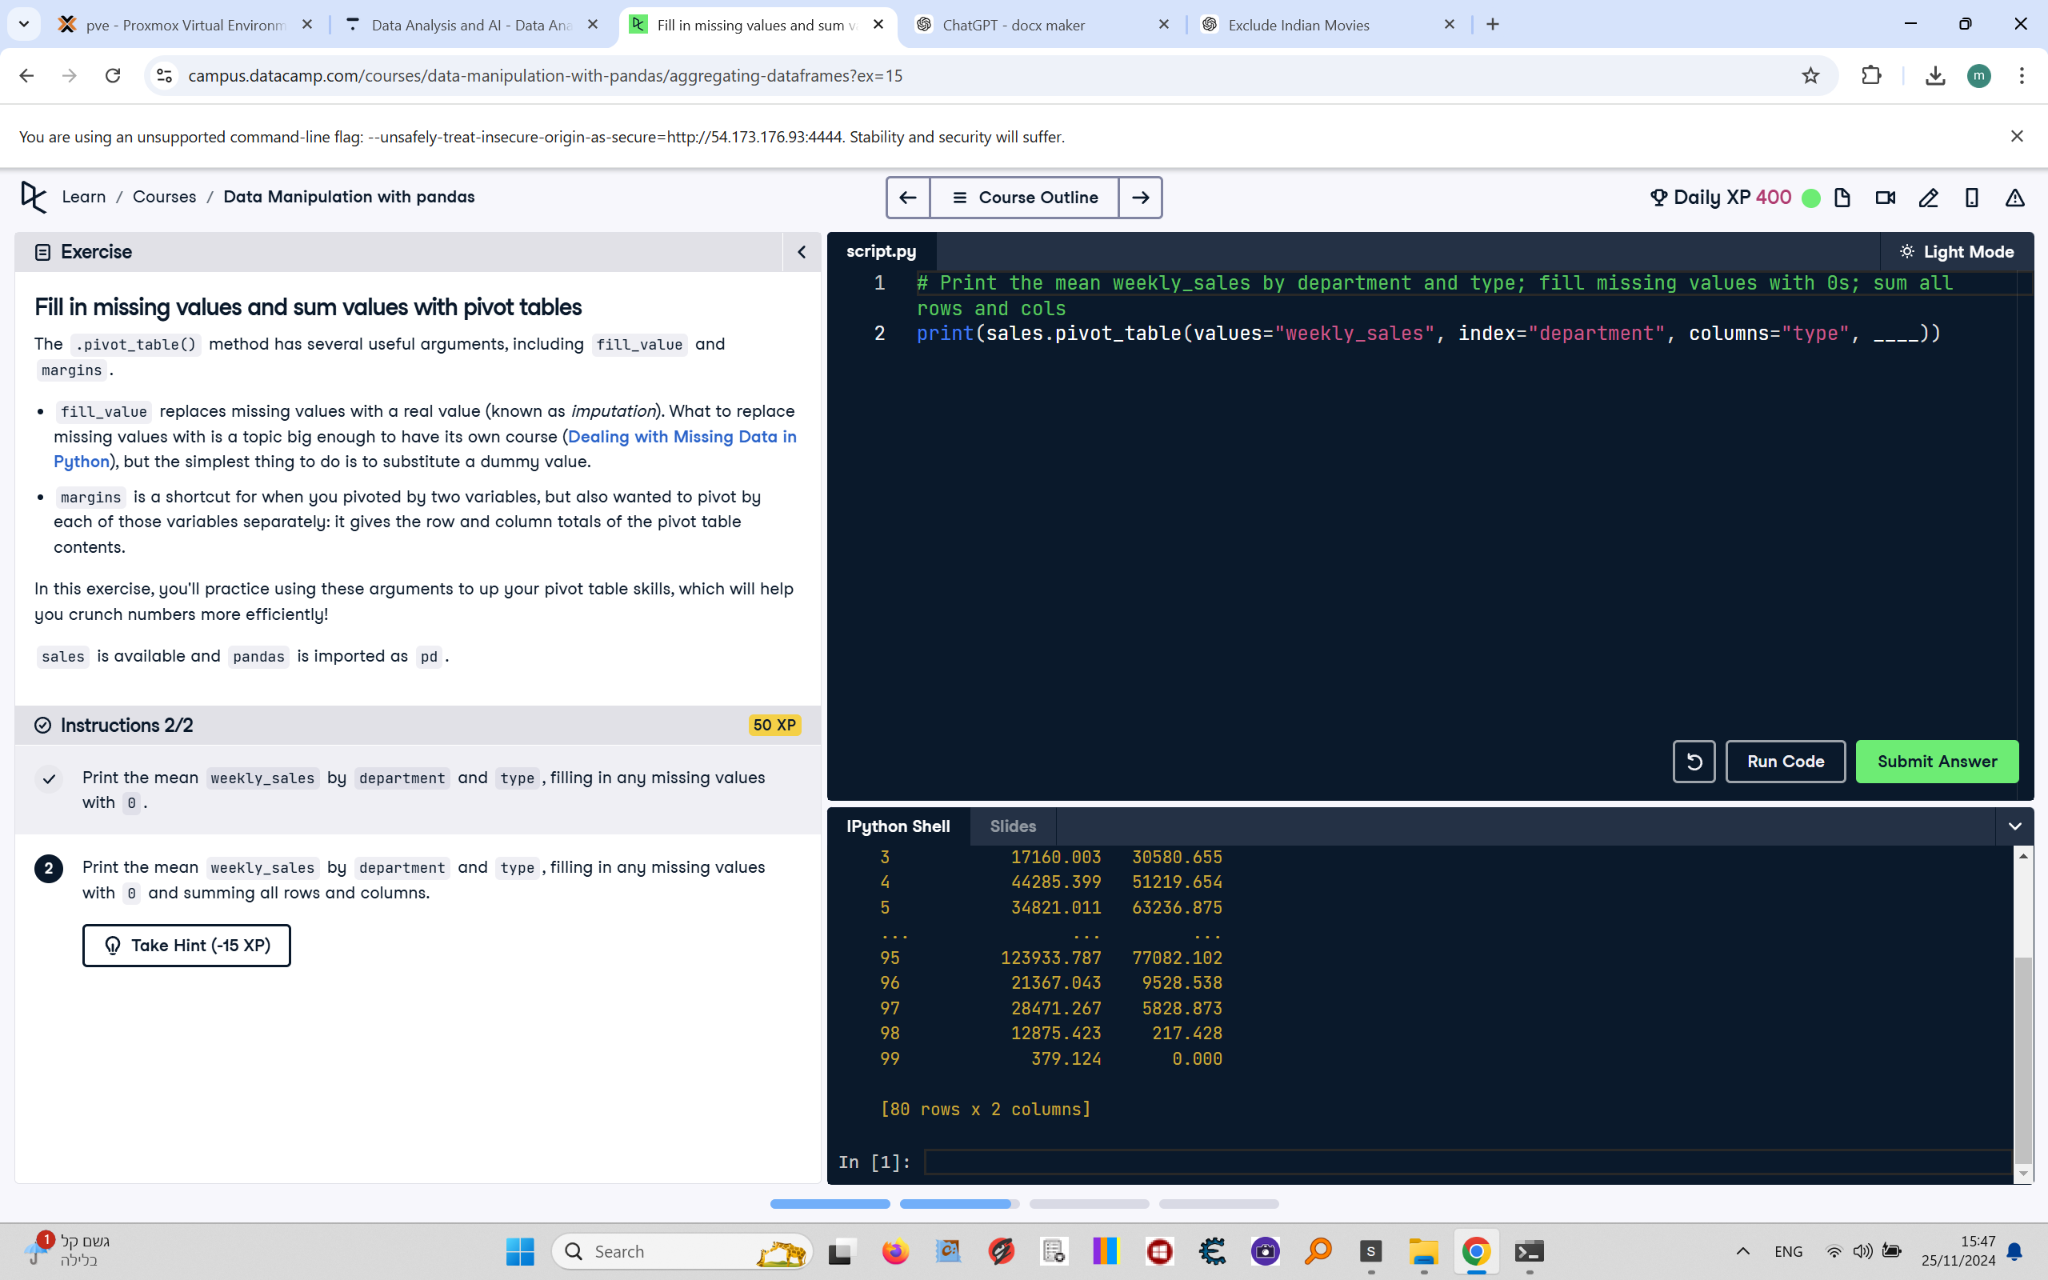 pve - Proxmox Virtual Environm
Data Analysis and AI - Data Ana
Fill in missing values and sum v
ChatGPT - docx maker
Exclude Indian Movies
campus.datacamp.com/courses/data-manipulation-with-pandas/aggregating-dataframes?ex=15
m
You are using an unsupported command-line flag: --unsafely-treat-insecure-origin-as-secure=http://54.173.176.93:4444. Stability and security will suffer.
Learn / Courses / Data Manipulation with pandas
Course Outline
Daily XP 400
Exercise
Fill in missing values and sum values with pivot tables
The .pivot_table() method has several useful arguments, including fill_value and
margins .
• fill_value replaces missing values with a real value (known as imputation). What to replace
missing values with is a topic big enough to have its own course (Dealing with Missing Data in
Python), but the simplest thing to do is to substitute a dummy value.
• margins is a shortcut for when you pivoted by two variables, but also wanted to pivot by
each of those variables separately: it gives the row and column totals of the pivot table
contents.
In this exercise, you'll practice using these arguments to up your pivot table skills, which will help
you crunch numbers more efficiently!
sales is available and pandas is imported as pd .
Instructions 2/2
50 XP
Print the mean weekly_sales by department and type , filling in any missing values
with 0 .
2 Print the mean weekly_sales by department and type , filling in any missing values
with 0 and summing all rows and columns.
Take Hint (-15 XP)
script.py
Light Mode
1 # Print the mean weekly_sales by department and type; fill missing values with 0s; sum all
rows and cols
2 print(sales.pivot_table(values="weekly_sales", index="department", columns="type", ____))
Run Code
Submit Answer
IPython Shell
Slides
3 17160.003 30580.655
4 44285.399 51219.654
5 34821.011 63236.875
... ... ...
95 123933.787 77082.102
96 21367.043 9528.538
97 28471.267 5828.873
98 12875.423 217.428
99 379.124 0.000
[80 rows x 2 columns]
In [1]:
1
גשם קל
בלילה
Search
S
ENG
15:47
25/11/2024